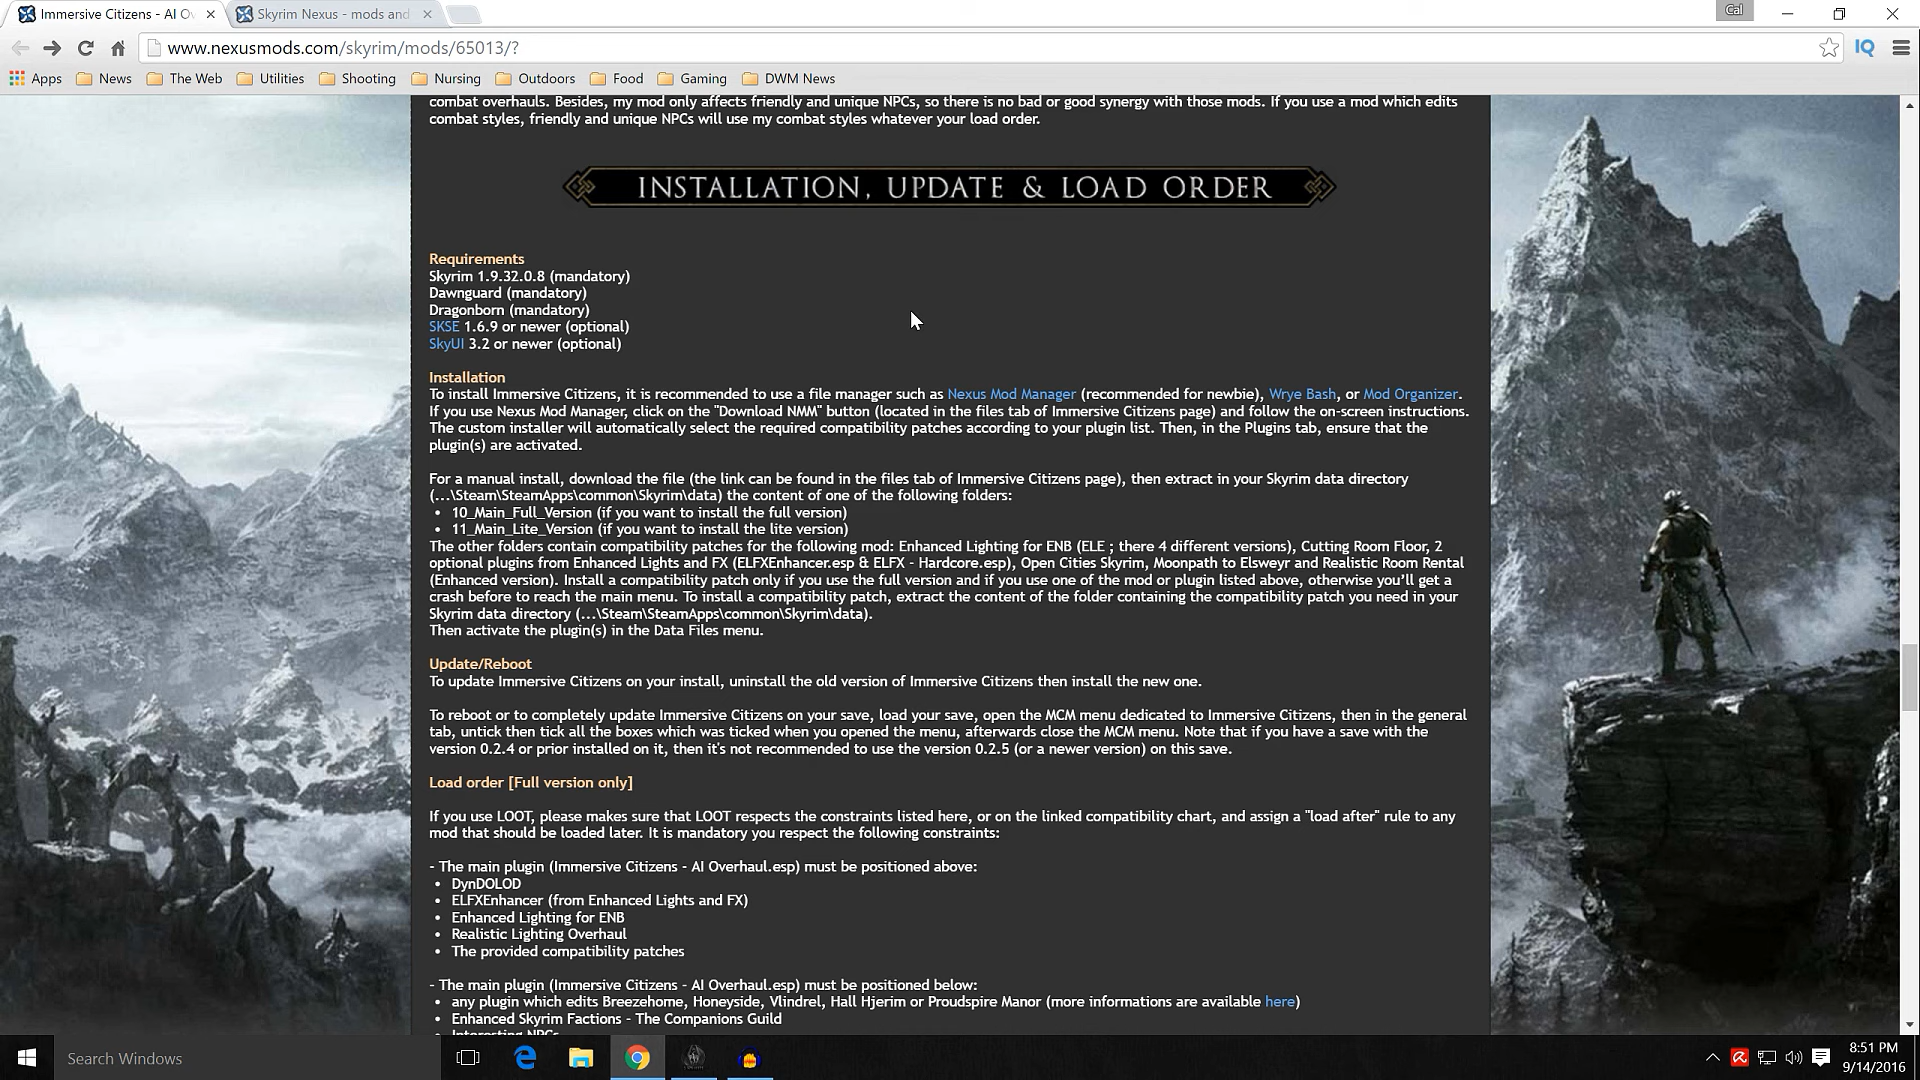 Immersive Citizens - AI Ov
Skyrim Nexus - mods and
Cal
www.nexusmods.com/skyrim/mods/65013/?
IQ
Apps
News
The Web
Utilities
Shooting
Nursing
Outdoors
Food
Gaming
DWM News
combat overhauls. Besides, my mod only affects friendly and unique NPCs, so there is no bad or good synergy with those mods. If you use a mod which edits
combat styles, friendly and unique NPCs will use my combat styles whatever your load order.
INSTALLATION, UPDATE & LOAD ORDER
Requirements
Skyrim 1.9.32.0.8 (mandatory)
Dawnguard (mandatory)
Dragonborn (mandatory)
SKSE 1.6.9 or newer (optional)
SkyUI 3.2 or newer (optional)
Installation
To install Immersive Citizens, it is recommended to use a file manager such as Nexus Mod Manager (recommended for newbie), Wrye Bash, or Mod Organizer.
If you use Nexus Mod Manager, click on the "Download NMM" button (located in the files tab of Immersive Citizens page) and follow the on-screen instructions.
The custom installer will automatically select the required compatibility patches according to your plugin list. Then, in the Plugins tab, ensure that the
plugin(s) are activated.
For a manual install, download the file (the link can be found in the files tab of Immersive Citizens page), then extract in your Skyrim data directory
(...\Steam\SteamApps\common\Skyrim\data) the content of one of the following folders:
• 10_Main_Full_Version (if you want to install the full version)
• 11_Main_Lite_Version (if you want to install the lite version)
The other folders contain compatibility patches for the following mod: Enhanced Lighting for ENB (ELE ; there 4 different versions), Cutting Room Floor, 2
optional plugins from Enhanced Lights and FX (ELFXEnhancer.esp & ELFX - Hardcore.esp), Open Cities Skyrim, Moonpath to Elsweyr and Realistic Room Rental
(Enhanced version). Install a compatibility patch only if you use the full version and if you use one of the mod or plugin listed above, otherwise you'll get a
crash before to reach the main menu. To install a compatibility patch, extract the content of the folder containing the compatibility patch you need in your
Skyrim data directory (...\Steam\SteamApps\common\Skyrim\data).
Then activate the plugin(s) in the Data Files menu.
Update/Reboot
To update Immersive Citizens on your install, uninstall the old version of Immersive Citizens then install the new one.
To reboot or to completely update Immersive Citizens on your save, load your save, open the MCM menu dedicated to Immersive Citizens, then in the general
tab, untick then tick all the boxes which was ticked when you opened the menu, afterwards close the MCM menu. Note that if you have a save with the
version 0.2.4 or prior installed on it, then it's not recommended to use the version 0.2.5 (or a newer version) on this save.
Load order [Full version only]
If you use LOOT, please makes sure that LOOT respects the constraints listed here, or on the linked compatibility chart, and assign a "load after" rule to any
mod that should be loaded later. It is mandatory you respect the following constraints:
- The main plugin (Immersive Citizens - AI Overhaul.esp) must be positioned above:
• DynDOLOD
• ELFXEnhancer (from Enhanced Lights and FX)
• Enhanced Lighting for ENB
• Realistic Lighting Overhaul
• The provided compatibility patches
- The main plugin (Immersive Citizens - AI Overhaul.esp) must be positioned below:
• any plugin which edits Breezehome, Honeyside, Vlindrel, Hall Hjerim or Proudspire Manor (more informations are available here)
• Enhanced Skyrim Factions - The Companions Guild
• Interesting NPCs
Search Windows
8:51 PM
9/14/2016